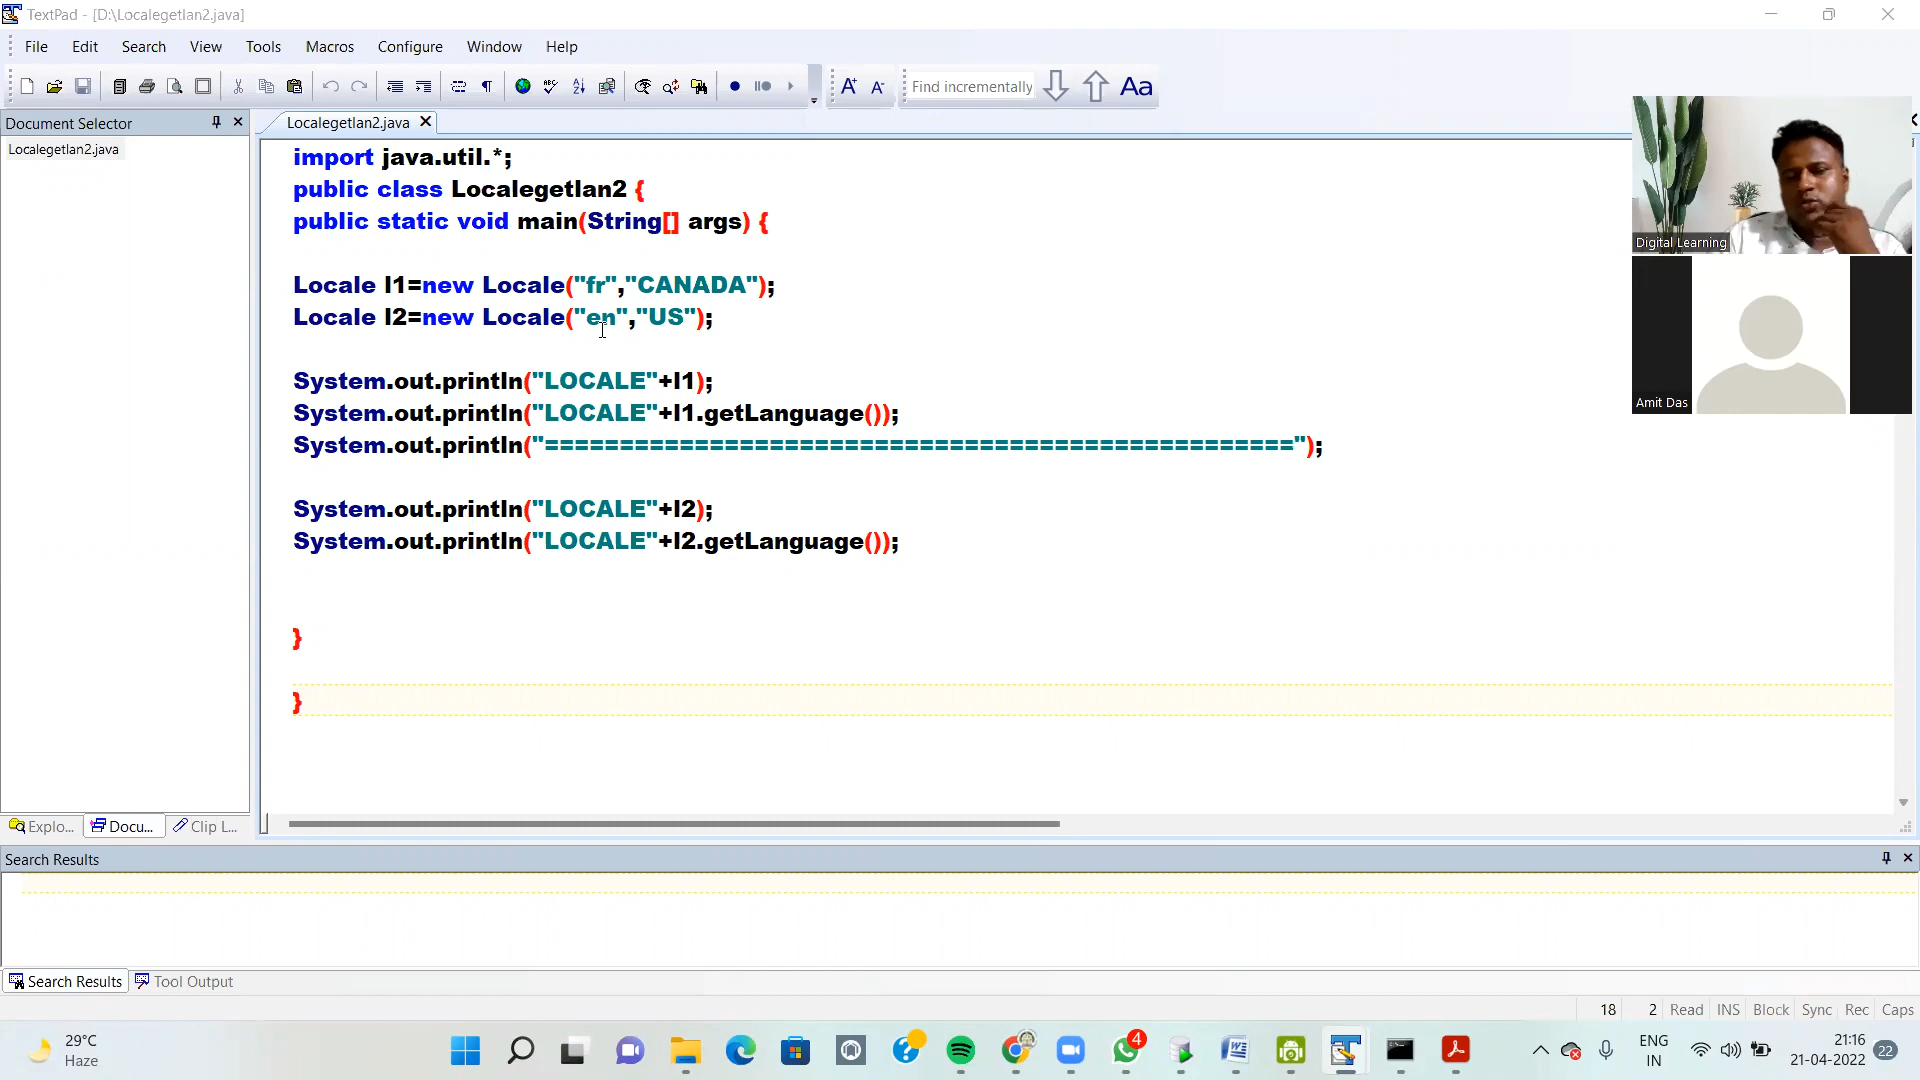 TextPad - [D:\Localegetlan2.java]
File Edit Search View Tools Macros Configure Window Help
Find incrementally Aa
Document Selector
Localegetlan2.java
Localegetlan2.java
import java.util.*;
public class Localegetlan2 {
public static void main(String[] args) {
Locale l1=new Locale("fr","CANADA");
Locale l2=new Locale("en","US");
System.out.println("LOCALE"+l1);
System.out.println("LOCALE"+l1.getLanguage());
System.out.println("==================================================");
System.out.println("LOCALE"+l2);
System.out.println("LOCALE"+l2.getLanguage());
}
}
Digital Learning
Amit Das
Explo... Docu... Clip L...
Search Results
Search Results Tool Output
18 2 Read INS Block Sync Rec Caps
29°C
Haze
4
ENG
IN
21:16
21-04-2022
22